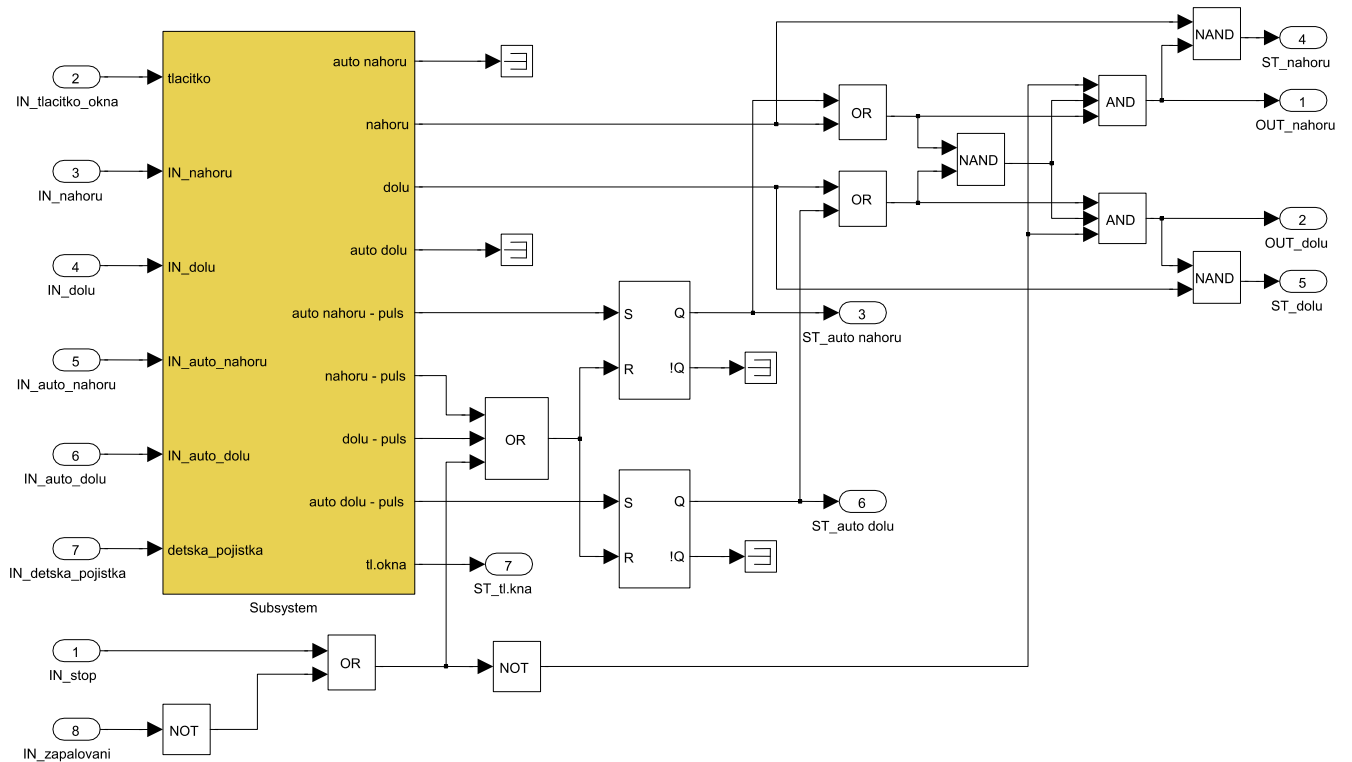 2
IN_tlacitko_okna
3
IN_nahoru
4
IN_dolu
5
IN_auto_nahoru
6
IN_auto_dolu
7
IN_detska_pojistka
1
IN_stop
8
IN_zapalovani
NOT
OR
NOT
tlacitko
IN_nahoru
IN_dolu
IN_auto_nahoru
IN_auto_dolu
detska_pojistka
auto nahoru
nahoru
dolu
auto dolu
auto nahoru - puls
nahoru - puls
dolu - puls
auto dolu - puls
tl.okna
Subsystem
7
ST_tl.kna
OR
S
Q
R
!Q
S
Q
R
!Q
3
ST_auto nahoru
6
ST_auto dolu
OR
OR
NAND
AND
AND
NAND
NAND
4
ST_nahoru
1
OUT_nahoru
2
OUT_dolu
5
ST_dolu